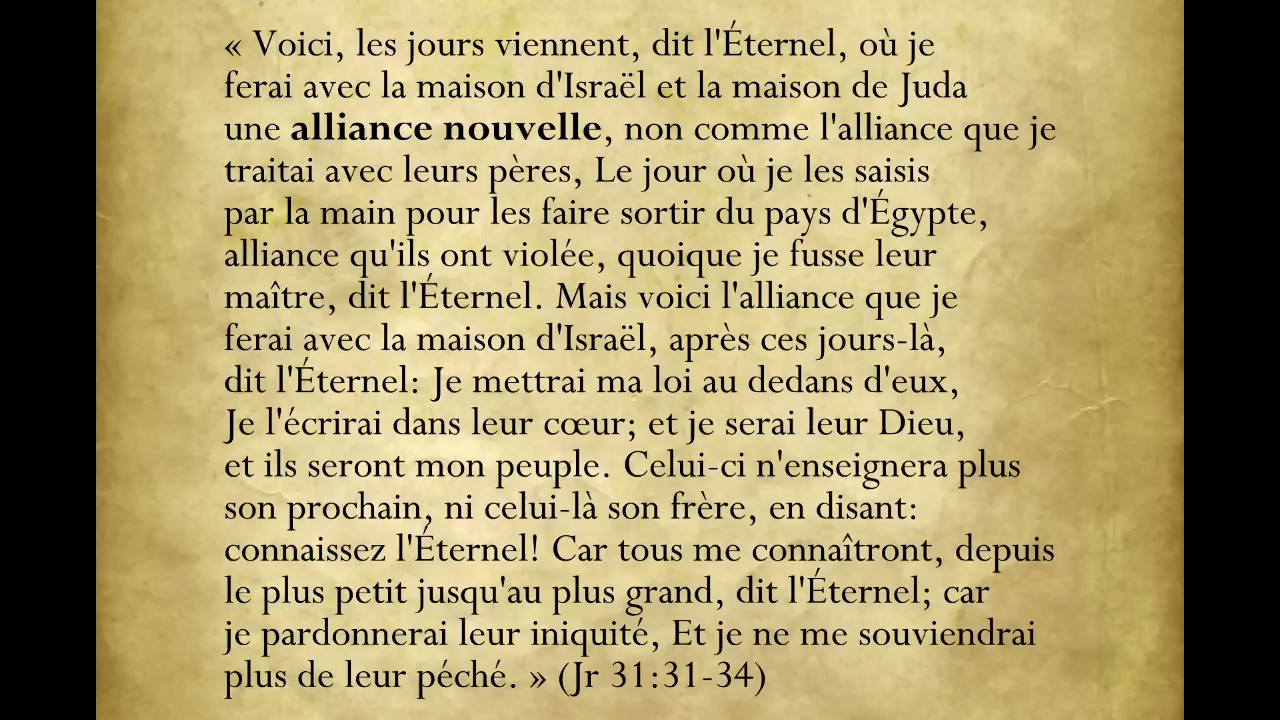 « Voici, les jours viennent, dit l'Éternel, où je
ferai avec la maison d'Israël et la maison de Juda
une alliance nouvelle, non comme l'alliance que je
traitai avec leurs pères, Le jour où je les saisis
par la main pour les faire sortir du pays d'Égypte,
alliance qu'ils ont violée, quoique je fusse leur
maître, dit l'Éternel. Mais voici l'alliance que je
ferai avec la maison d'Israël, après ces jours-là,
dit l'Éternel: Je mettrai ma loi au dedans d'eux,
Je l'écrirai dans leur cœur; et je serai leur Dieu,
et ils seront mon peuple. Celui-ci n'enseignera plus
son prochain, ni celui-là son frère, en disant:
connaissez l'Éternel! Car tous me connaîtront, depuis
le plus petit jusqu'au plus grand, dit l'Éternel; car
je pardonnerai leur iniquité, Et je ne me souviendrai
plus de leur péché. » (Jr 31:31-34)